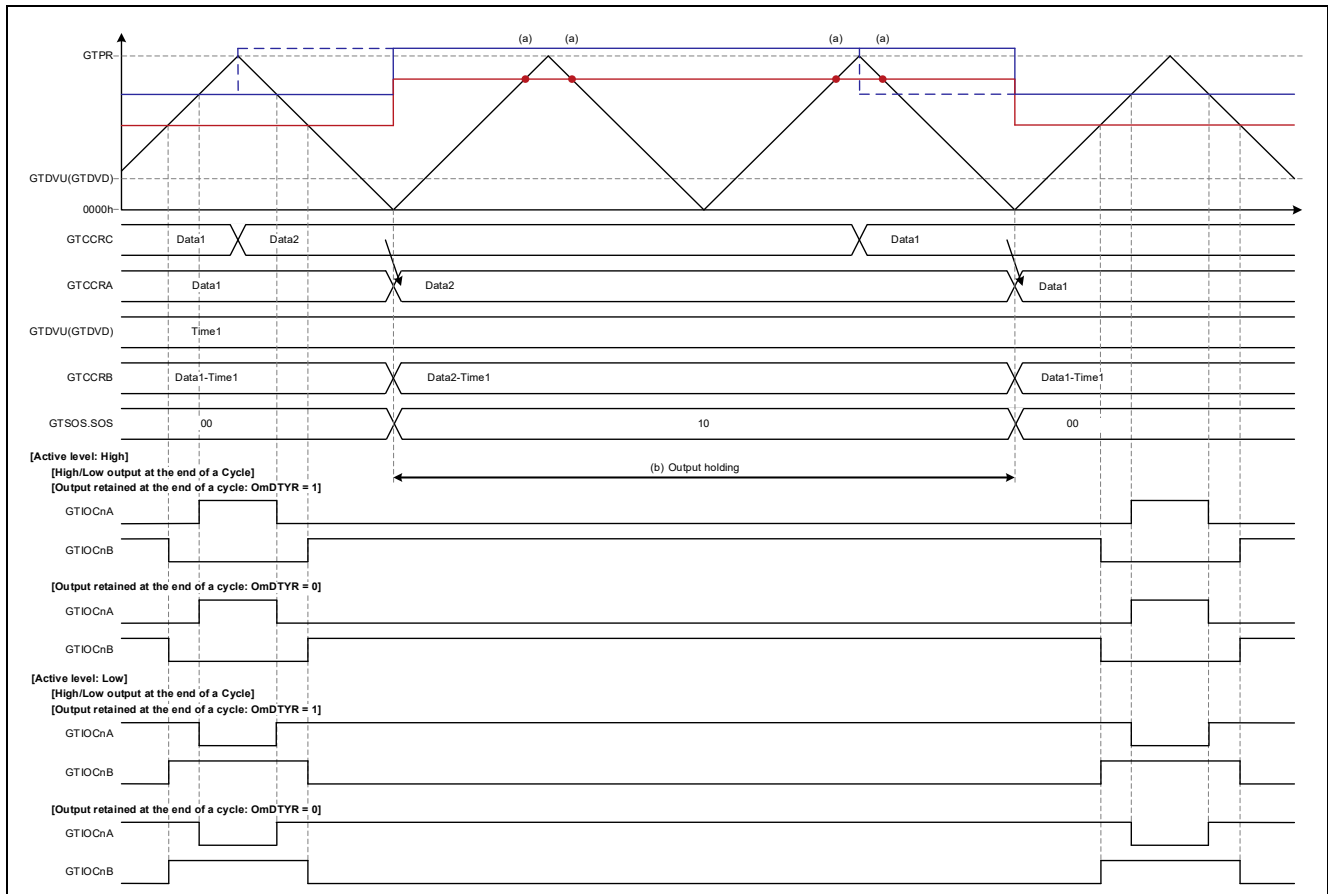 (a) (a) (a) (a)
GTPR
GTDVU(GTDVD)
0000h
GTCCRC Data1 Data2 Data1
GTCCRA Data1 Data2 Data1
GTDVU(GTDVD) Time1
GTCCRB Data1-Time1 Data2-Time1 Data1-Time1
GTSOS.SOS 00 10 00
[Active level: High]
(b) Output holding
[High/Low output at the end of a Cycle]
[Output retained at the end of a cycle: OmDTYR = 1]
GTIOCnA
GTIOCnB
[Output retained at the end of a cycle: OmDTYR = 0]
GTIOCnA
GTIOCnB
[Active level: Low]
[High/Low output at the end of a Cycle]
[Output retained at the end of a cycle: OmDTYR = 1]
GTIOCnA
GTIOCnB
[Output retained at the end of a cycle: OmDTYR = 0]
GTIOCnA
GTIOCnB